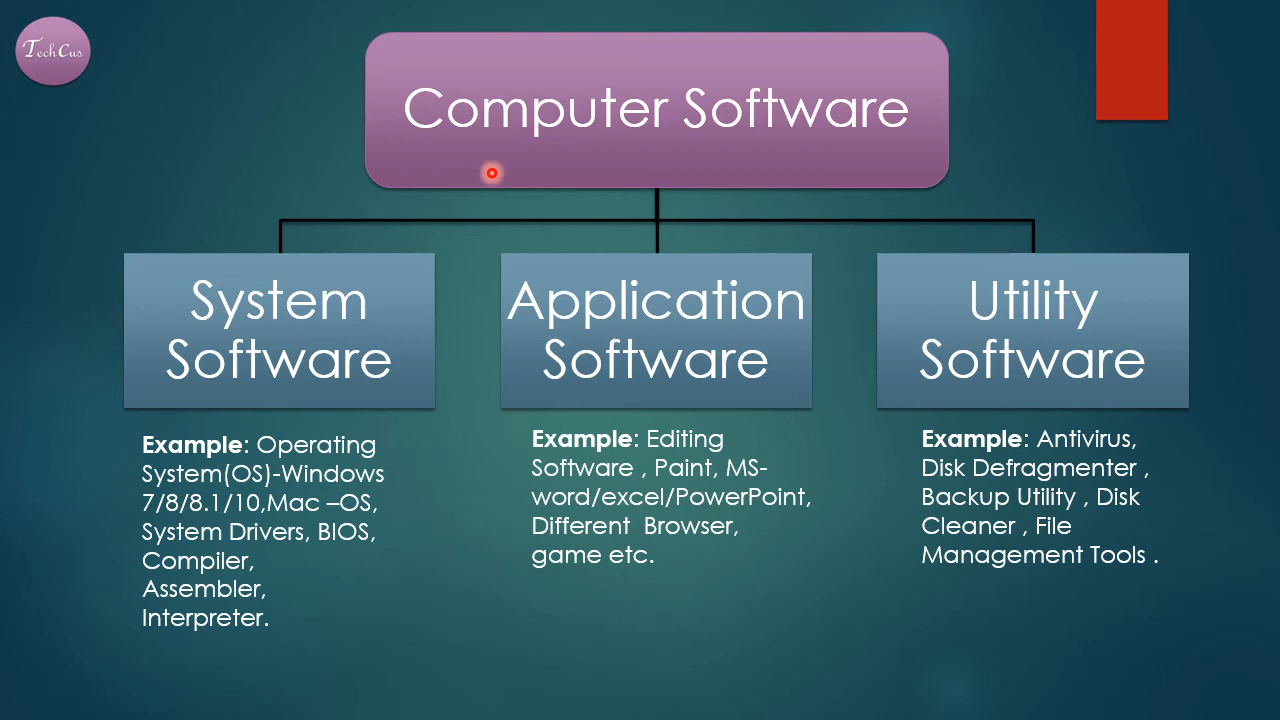 TechCus
Computer Software
System
Software
Application
Software
Utility
Software
Example: Operating
System(OS)-Windows
7/8/8.1/10,Mac –OS,
System Drivers, BIOS,
Compiler,
Assembler,
Interpreter.
Example: Editing
Software , Paint, MS-
word/excel/PowerPoint,
Different  Browser,
game etc.
Example: Antivirus,
Disk Defragmenter ,
Backup Utility , Disk
Cleaner , File
Management Tools .